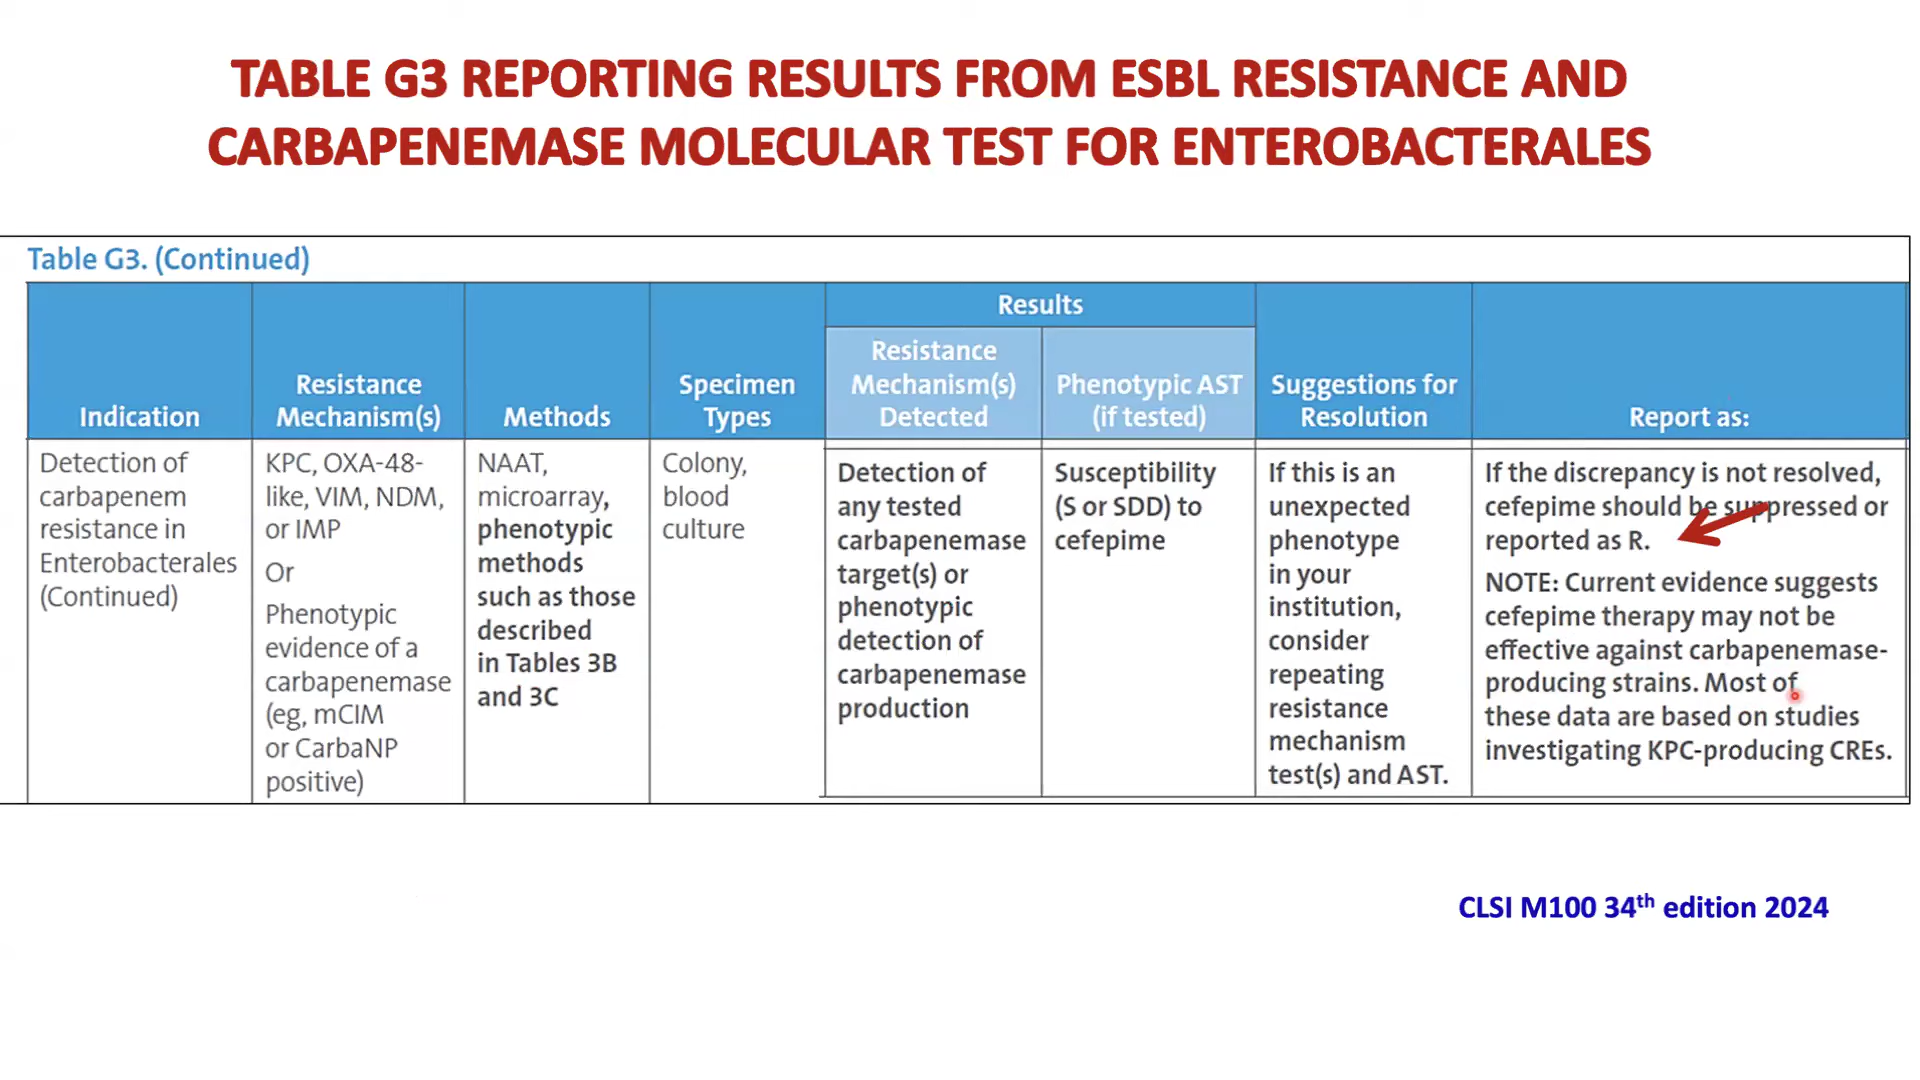 TABLE G3 REPORTING RESULTS FROM ESBL RESISTANCE AND
CARBAPENEMASE MOLECULAR TEST FOR ENTEROBACTERALES
Table G3. (Continued)
Indication
Resistance
Mechanism(s)
Methods
Specimen
Types
Results
Resistance
Mechanism(s)
Detected
Phenotypic AST
(if tested)
Suggestions for
Resolution
Report as:
Detection of
carbapenem
resistance in
Enterobacterales
(Continued)
KPC, OXA-48-
like, VIM, NDM,
or IMP
Or
Phenotypic
evidence of a
carbapenemase
(eg, mCIM
or CarbaNP
positive)
NAAT,
microarray, 
phenotypic
methods
such as those
described
in Tables 3B
and 3C
Colony,
blood
culture
Detection of
any tested
carbapenemase
target(s) or
phenotypic
detection of
carbapenemase
production
Susceptibility
(S or SDD) to
cefepime
If this is an
unexpected
phenotype
in your
institution,
consider
repeating
resistance
mechanism
test(s) and AST.
If the discrepancy is not resolved,
cefepime should be suppressed or
reported as R.
NOTE: Current evidence suggests
cefepime therapy may not be
effective against carbapenemase-
producing strains. Most of
these data are based on studies
investigating KPC-producing CREs.
CLSI M100 34th edition 2024